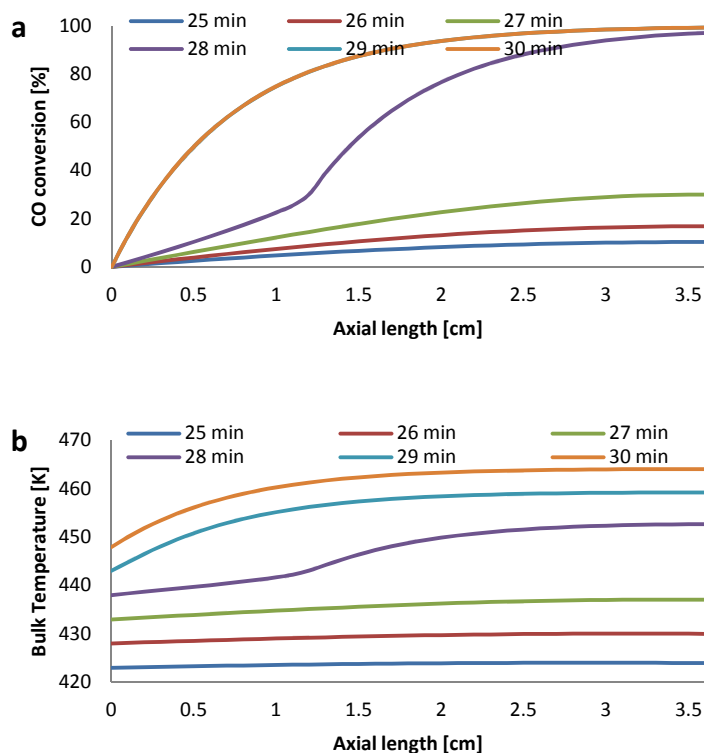 a
25 min 26 min 27 min
28 min 29 min 30 min
100
80
60
40
20
0
CO conversion [%]
0 0.5 1 1.5 2 2.5 3 3.5
Axial length [cm]
b
25 min 26 min 27 min
28 min 29 min 30 min
470
460
450
440
430
420
Bulk Temperature [K]
0 0.5 1 1.5 2 2.5 3 3.5
Axial length [cm]